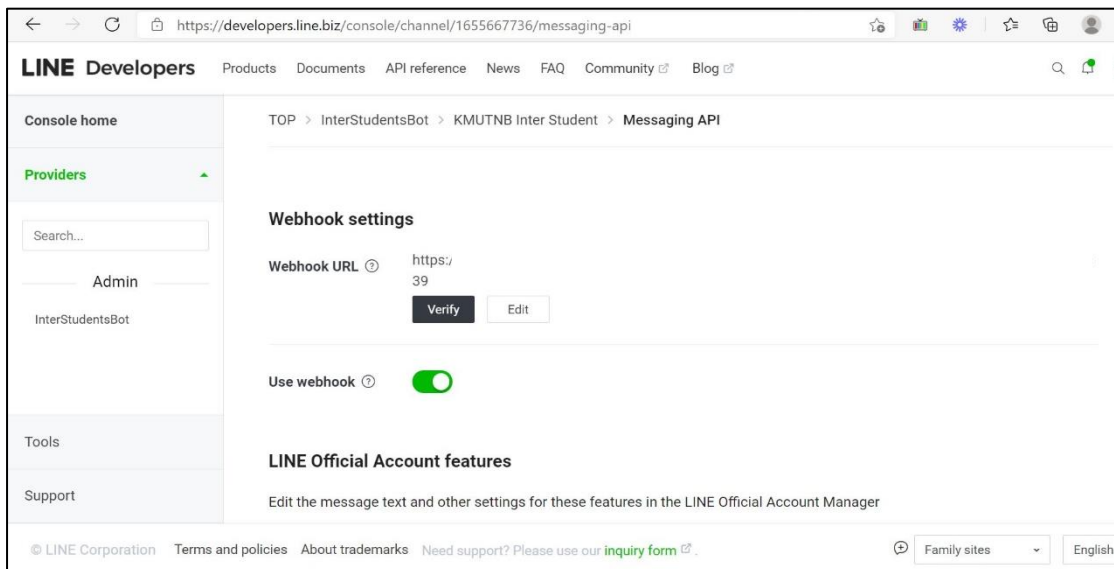 https://developers.line.biz/console/channel/1655667736/messaging-api
LINE Developers Products Documents API reference News FAQ Community Blog
Console home
TOP > InterStudentsBot > KMUTNB Inter Student > Messaging API
Providers
Search...
Admin
InterStudentsBot
Webhook settings
Webhook URL
https:/
39
Verify Edit
Use webhook
Tools
Support
LINE Official Account features
Edit the message text and other settings for these features in the LINE Official Account Manager
© LINE Corporation Terms and policies About trademarks Need support? Please use our inquiry form . Family sites English